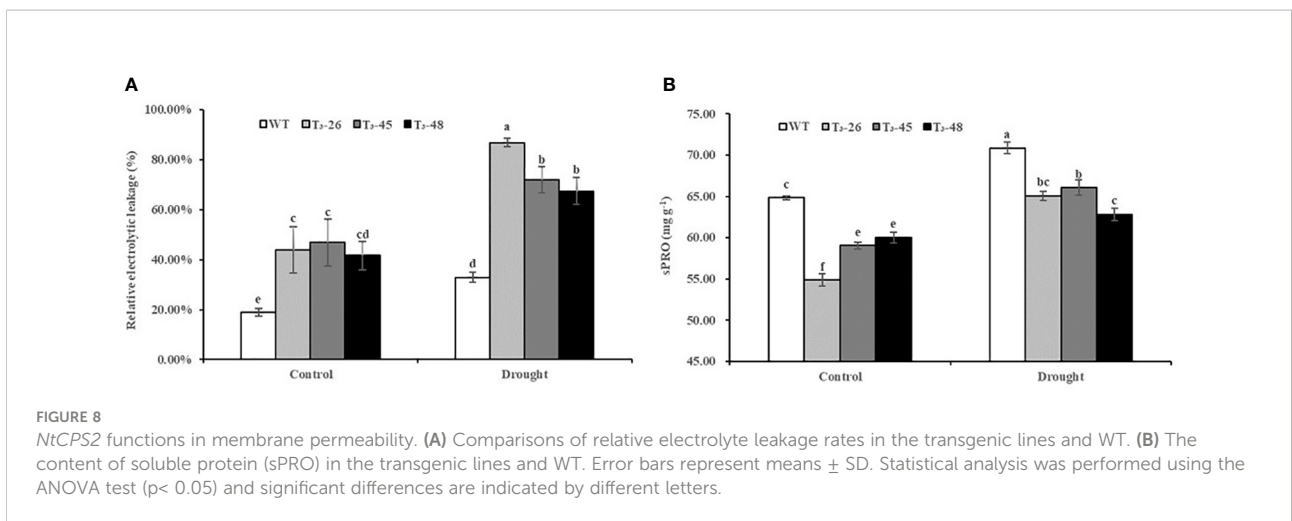 A
100.00%
80.00%
60.00%
40.00%
20.00%
0.00%
Relative electrolytic leakage (%)
WT T₃-26 T₃-45 T₃-48
e c c cd d a b b
Control Drought
B
75.00
70.00
65.00
60.00
55.00
50.00
45.00
sPRO (mg g⁻¹)
WT T₃-26 T₃-45 T₃-48
c f e e a bc b c
Control Drought
FIGURE 8
NtCPS2 functions in membrane permeability. (A) Comparisons of relative electrolyte leakage rates in the transgenic lines and WT. (B) The
content of soluble protein (sPRO) in the transgenic lines and WT. Error bars represent means ± SD. Statistical analysis was performed using the
ANOVA test (p< 0.05) and significant differences are indicated by different letters.